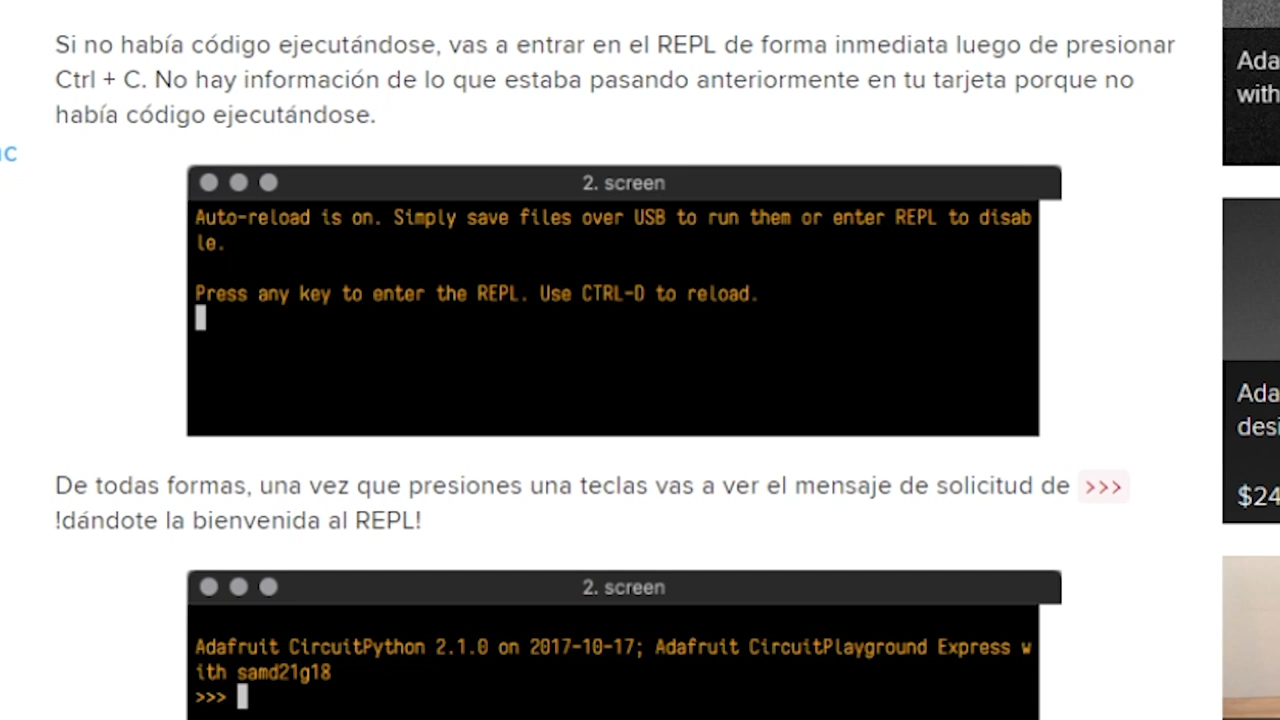 Si no había código ejecutándose, vas a entrar en el REPL de forma inmediata luego de presionar
Ctrl + C. No hay información de lo que estaba pasando anteriormente en tu tarjeta porque no
había código ejecutándose.
2. screen
Auto-reload is on. Simply save files over USB to run them or enter REPL to disab
le.
Press any key to enter the REPL. Use CTRL-D to reload.
De todas formas, una vez que presiones una teclas vas a ver el mensaje de solicitud de >>>
!dándote la bienvenida al REPL!
2. screen
Adafruit CircuitPython 2.1.0 on 2017-10-17; Adafruit CircuitPlayground Express w
ith samd21g18
>>>
Ada
with
Ada
desi
$24